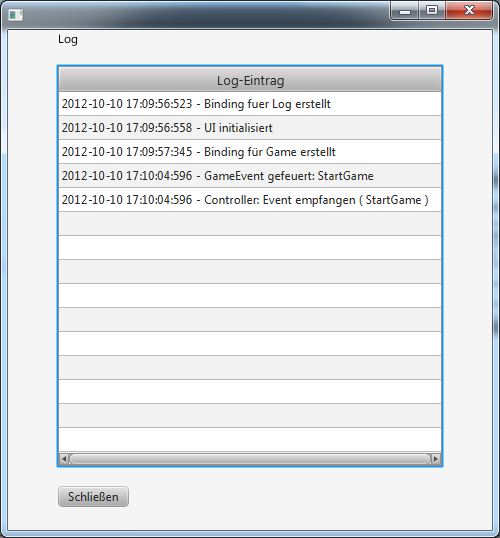 Log
Log-Eintrag
2012-10-10 17:09:56:523 - Binding fuer Log erstellt
2012-10-10 17:09:56:558 - UI initialisiert
2012-10-10 17:09:57:345 - Binding für Game erstellt
2012-10-10 17:10:04:596 - GameEvent gefeuert: StartGame
2012-10-10 17:10:04:596 - Controller: Event empfangen ( StartGame )
Schließen